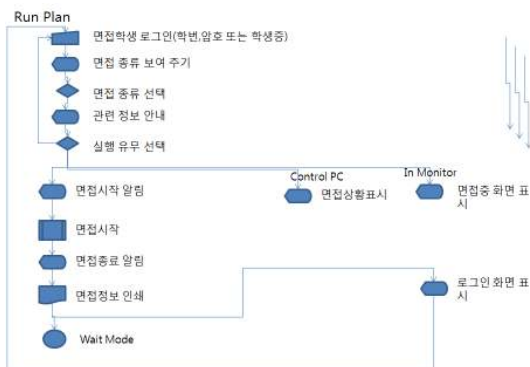 Run Plan
면접학생 로그인(학번,암호 또는 학생증)
면접 종류 보여 주기
면접 종류 선택
관련 정보 안내
실행 유무 선택
Control PC
In Monitor
면접시작 알림
면접상황표시
면접중 화면 표
시
면접시작
면접종료 알림
면접정보 인쇄
로그인 화면 표
시
Wait Mode